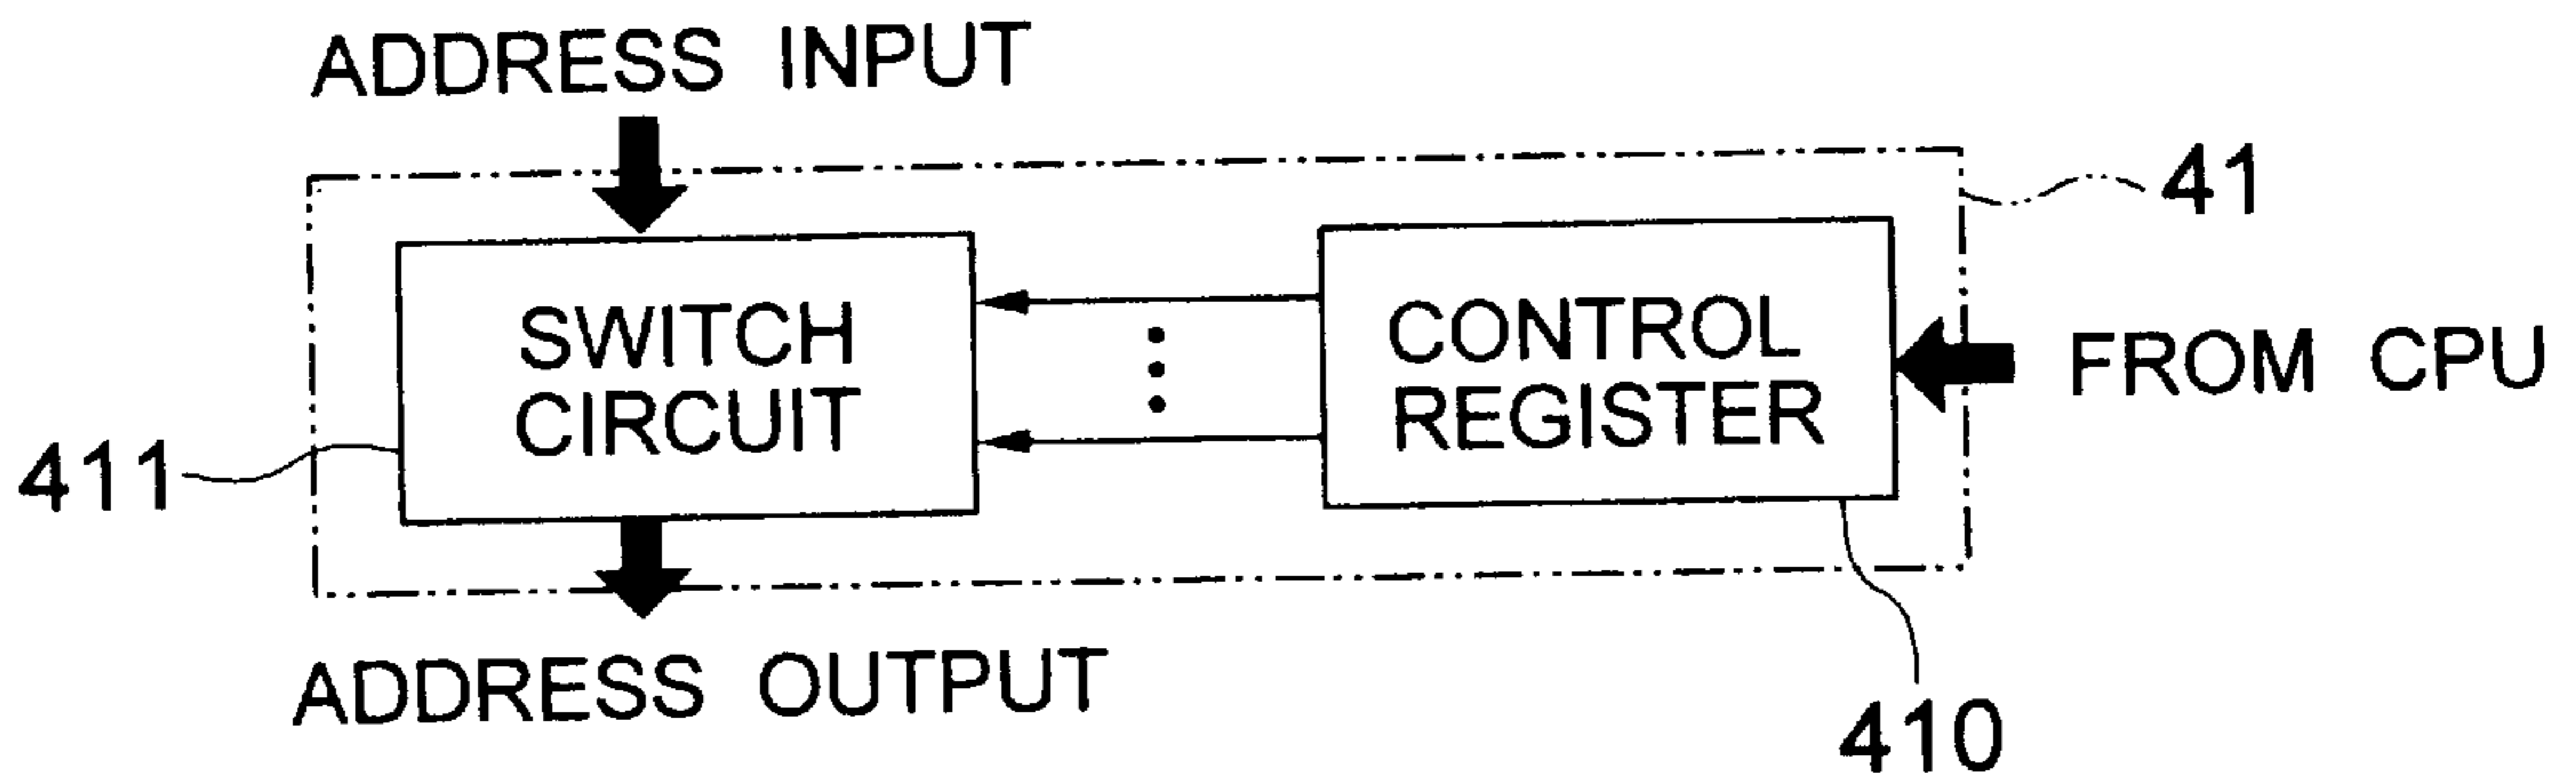 ADDRESS INPUT
41
SWITCH
CIRCUIT
CONTROL
REGISTER
FROM CPU
411
ADDRESS OUTPUT
410